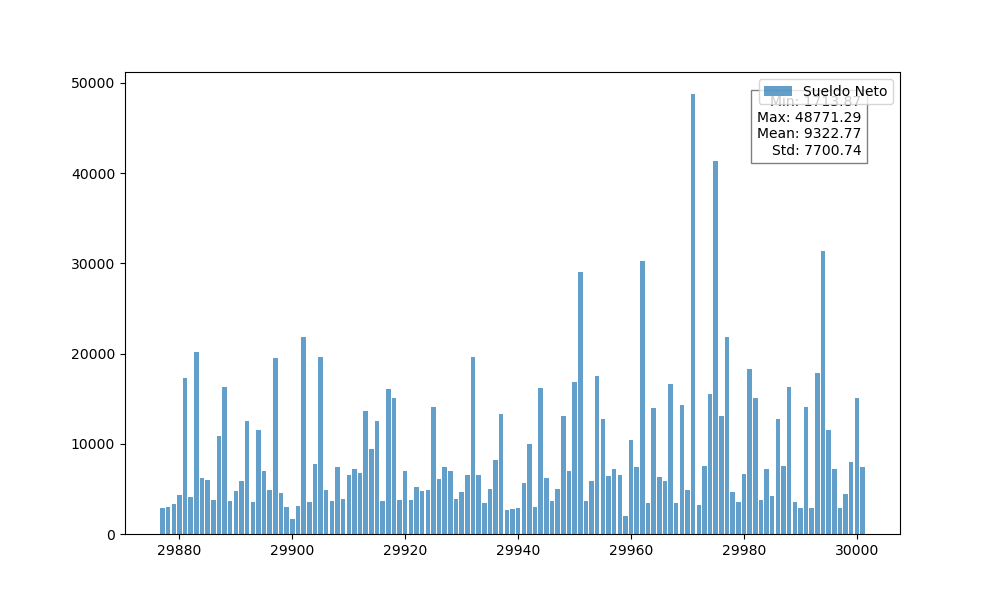 50000
40000
30000
20000
10000
0
Sueldo Neto
Min: 1713.87
Max: 48771.29
Mean: 9322.77
Std: 7700.74
29880 29900 29920 29940 29960 29980 30000